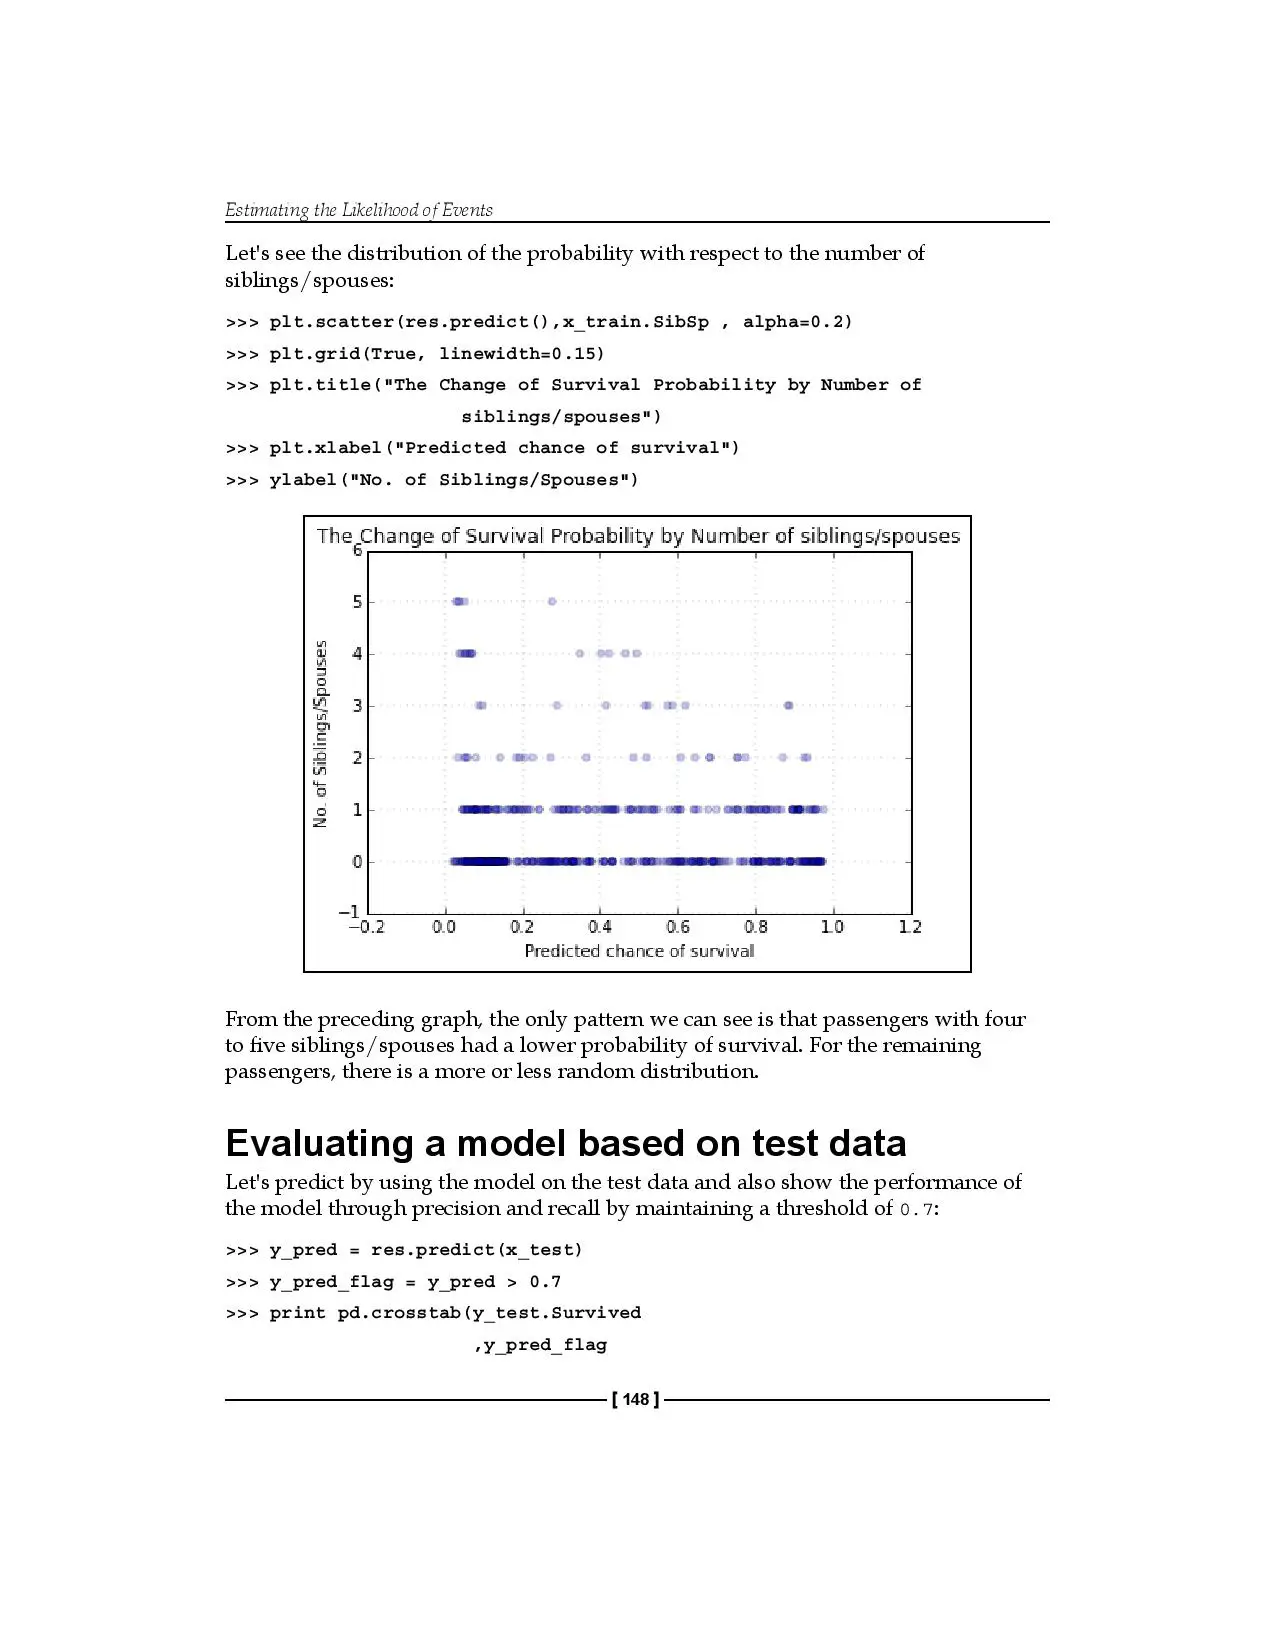 Estimating the Likelihood of Events
Let's see the distribution of the probability with respect to the number of
siblings/spouses:
>>> plt.scatter(res.predict(),x_train.SibSp , alpha=0.2)
>>> plt.grid(True, linewidth=0.15)
>>> plt.title("The Change of Survival Probability by Number of
siblings/spouses")
>>> plt.xlabel("Predicted chance of survival")
>>> ylabel("No. of Siblings/Spouses")
The Change of Survival Probability by Number of siblings/spouses
6
5
4
3
2
1
0
−1
No. of Siblings/Spouses
−0.2 0.0 0.2 0.4 0.6 0.8 1.0 1.2
Predicted chance of survival
From the preceding graph, the only pattern we can see is that passengers with four
to five siblings/spouses had a lower probability of survival. For the remaining
passengers, there is a more or less random distribution.
Evaluating a model based on test data
Let's predict by using the model on the test data and also show the performance of
the model through precision and recall by maintaining a threshold of 0.7:
>>> y_pred = res.predict(x_test)
>>> y_pred_flag = y_pred > 0.7
>>> print pd.crosstab(y_test.Survived
,y_pred_flag
[ 148 ]